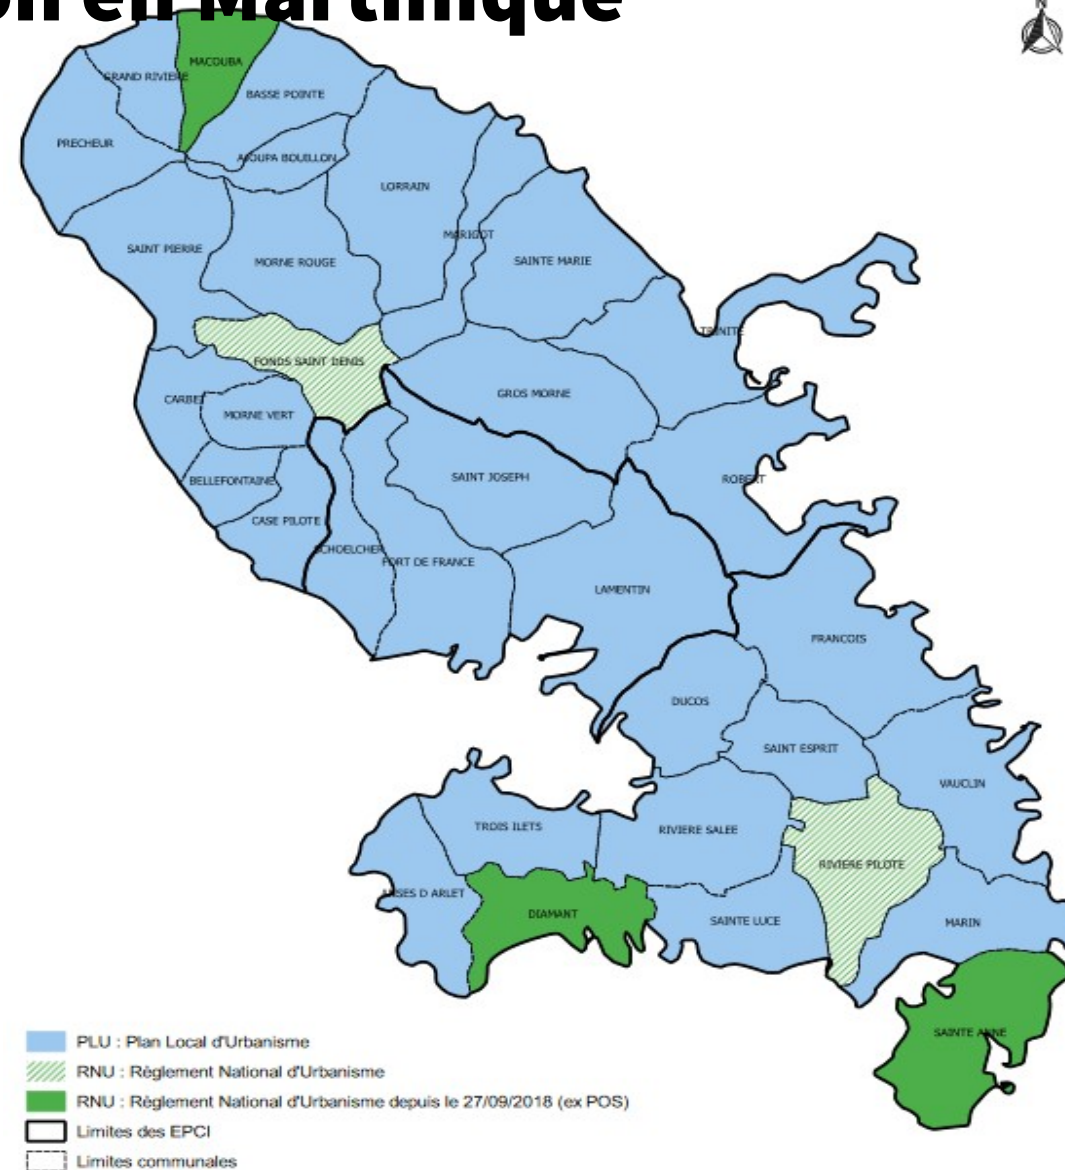 en Martinique
N
MACOUBA
GRAND RIVIERE
BASSE POINTE
PRECHEUR
AJOUPA BOUILLON
LORRAIN
MARIGOT
SAINT PIERRE
MORNE ROUGE
SAINTE MARIE
TRINITE
FONDS SAINT DENIS
GROS MORNE
CARBET
MORNE VERT
SAINT JOSEPH
ROBERT
BELLEFONTAINE
CASE PILOTE
SCHOELCHER
FORT DE FRANCE
LAMENTIN
FRANCOIS
DUCOS
SAINT ESPRIT
VAUCLIN
TROIS ILETS
RIVIERE SALEE
RIVIERE PILOTE
ANSES D ARLET
DIAMANT
SAINTE LUCE
MARIN
SAINTE ANNE
PLU : Plan Local d'Urbanisme
RNU : Règlement National d'Urbanisme
RNU : Règlement National d'Urbanisme depuis le 27/09/2018 (ex POS)
Limites des EPCI
Limites communales